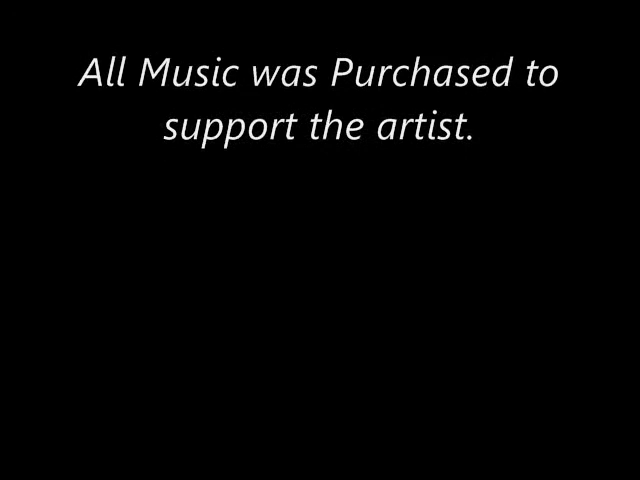 All Music was Purchased to
support the artist.